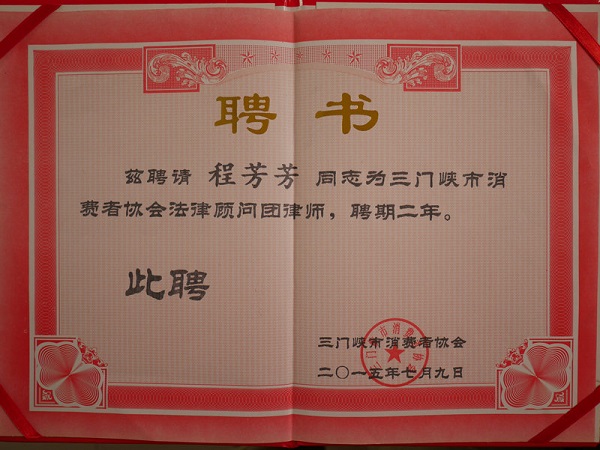 聘书
兹聘请 程芳芳 同志为三门峡市消
费者协会法律顾问团律师，聘期二年。
此聘
三门峡市消费者协会
二〇一五年七月九日